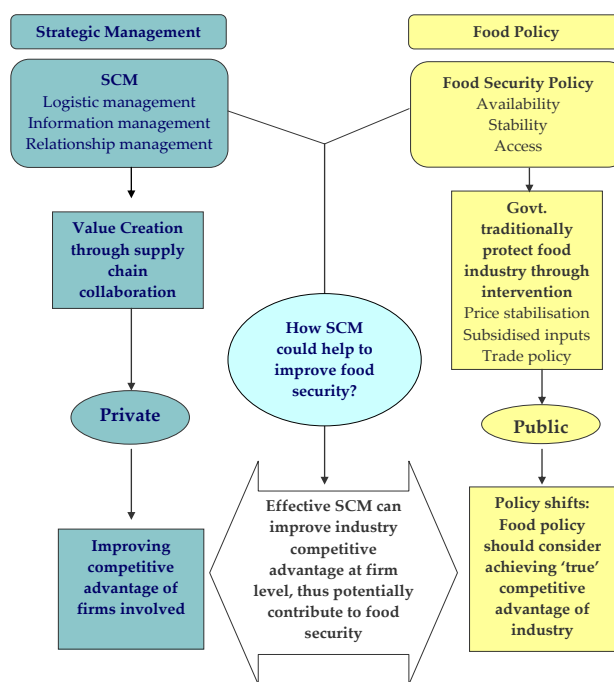 Strategic Management
Food Policy
SCM
Logistic management
Information management
Relationship management
Food Security Policy
Availability
Stability
Access
Value Creation
through supply
chain
collaboration
Govt.
traditionally
protect food
industry through
intervention
Price stabilisation
Subsidised inputs
Trade policy
How SCM
could help to
improve food
security?
Private
Public
Improving
competitive
advantage of
firms involved
Effective SCM can
improve industry
competitive
advantage at firm
level, thus potentially
contribute to food
security
Policy shifts:
Food policy
should consider
achieving ‘true’
competitive
advantage of
industry